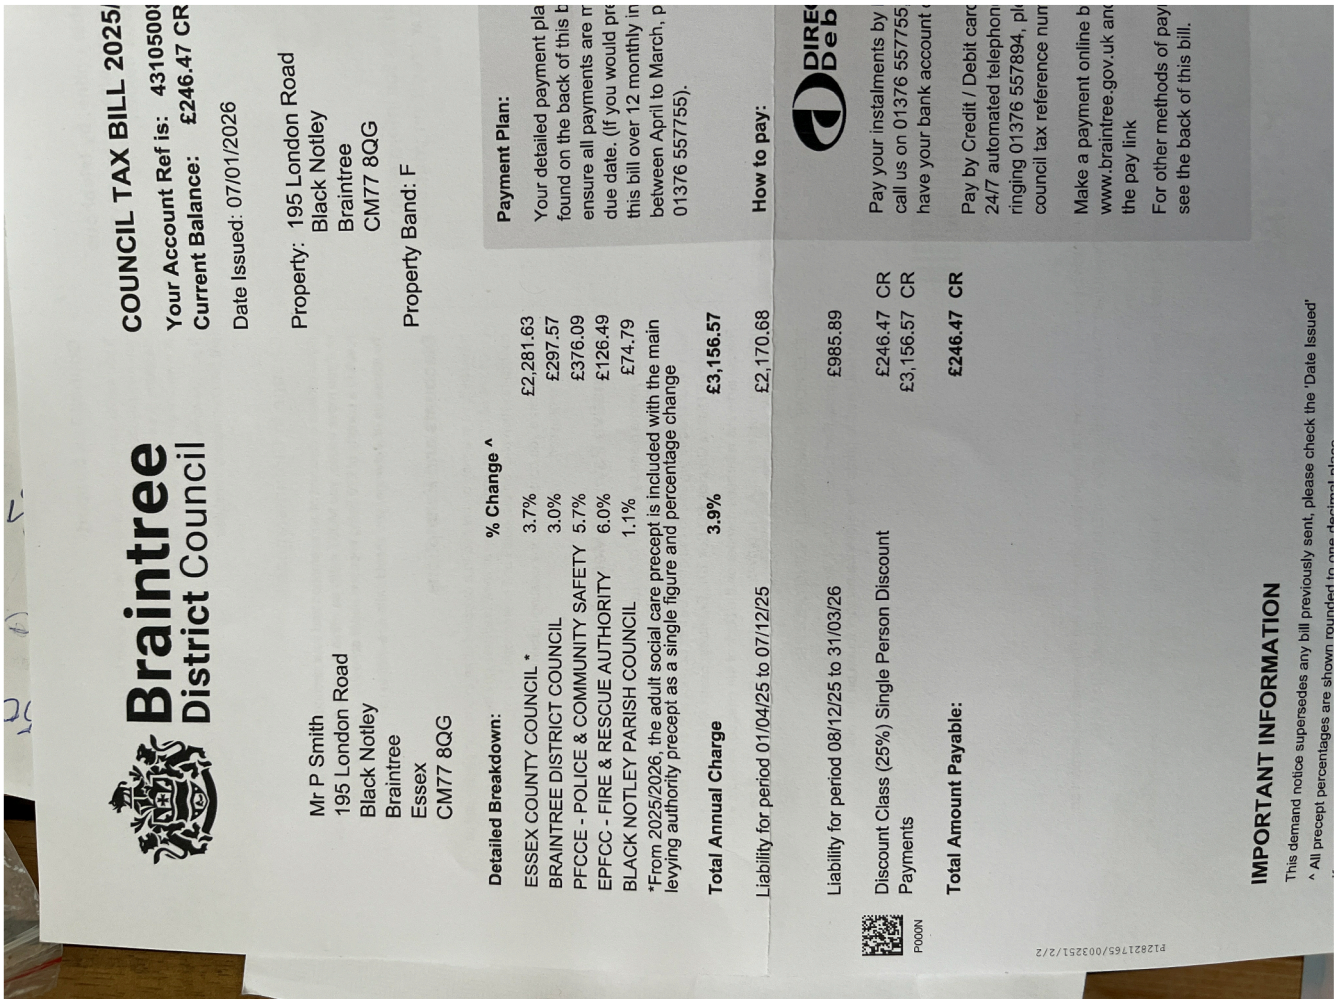 Braintree
District Council
COUNCIL TAX BILL 2025/
Your Account Ref is: 43105008
Current Balance: £246.47 CR
Date Issued: 07/01/2026
Mr P Smith
195 London Road
Black Notley
Braintree
Essex
CM77 8QG
Property: 195 London Road
Black Notley
Braintree
CM77 8QG
Property Band: F
Detailed Breakdown: % Change ^
ESSEX COUNTY COUNCIL * 3.7% £2,281.63
BRAINTREE DISTRICT COUNCIL 3.0% £297.57
PFCCE - POLICE & COMMUNITY SAFETY 5.7% £376.09
EPFCC - FIRE & RESCUE AUTHORITY 6.0% £126.49
BLACK NOTLEY PARISH COUNCIL 1.1% £74.79
*From 2025/2026, the adult social care precept is included with the main
levying authority precept as a single figure and percentage change
Total Annual Charge 3.9% £3,156.57
Liability for period 01/04/25 to 07/12/25 £2,170.68
Liability for period 08/12/25 to 31/03/26 £985.89
Discount Class (25%) Single Person Discount £246.47 CR
Payments £3,156.57 CR
Total Amount Payable: £246.47 CR
Payment Plan:
Your detailed payment pla
found on the back of this b
ensure all payments are m
due date. (If you would pre
this bill over 12 monthly in
between April to March, p
01376 557755).
How to pay:
DIREC
Deb
Pay your instalments by
call us on 01376 557755
have your bank account
Pay by Credit / Debit card
24/7 automated telephon
ringing 01376 557894, pl
council tax reference num
Make a payment online b
www.braintree.gov.uk and
the pay link
For other methods of pay
see the back of this bill.
P000N
P12821765/003251/2/2
IMPORTANT INFORMATION
This demand notice supersedes any bill previously sent, please check the 'Date Issued'
^ All precept percentages are shown rounded to one decimal place